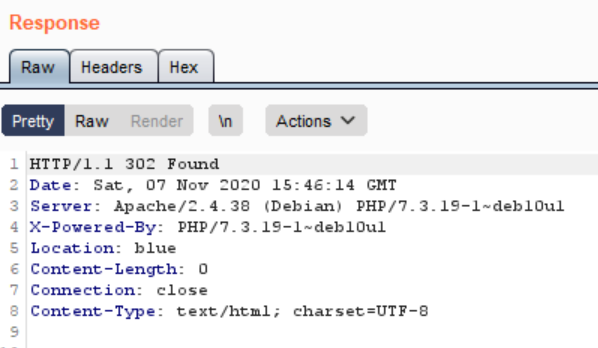 Response
Raw Headers Hex
Pretty Raw Render \n Actions
1 HTTP/1.1 302 Found
2 Date: Sat, 07 Nov 2020 15:46:14 GMT
3 Server: Apache/2.4.38 (Debian) PHP/7.3.19-1~deb10u1
4 X-Powered-By: PHP/7.3.19-1~deb10u1
5 Location: blue
6 Content-Length: 0
7 Connection: close
8 Content-Type: text/html; charset=UTF-8
9